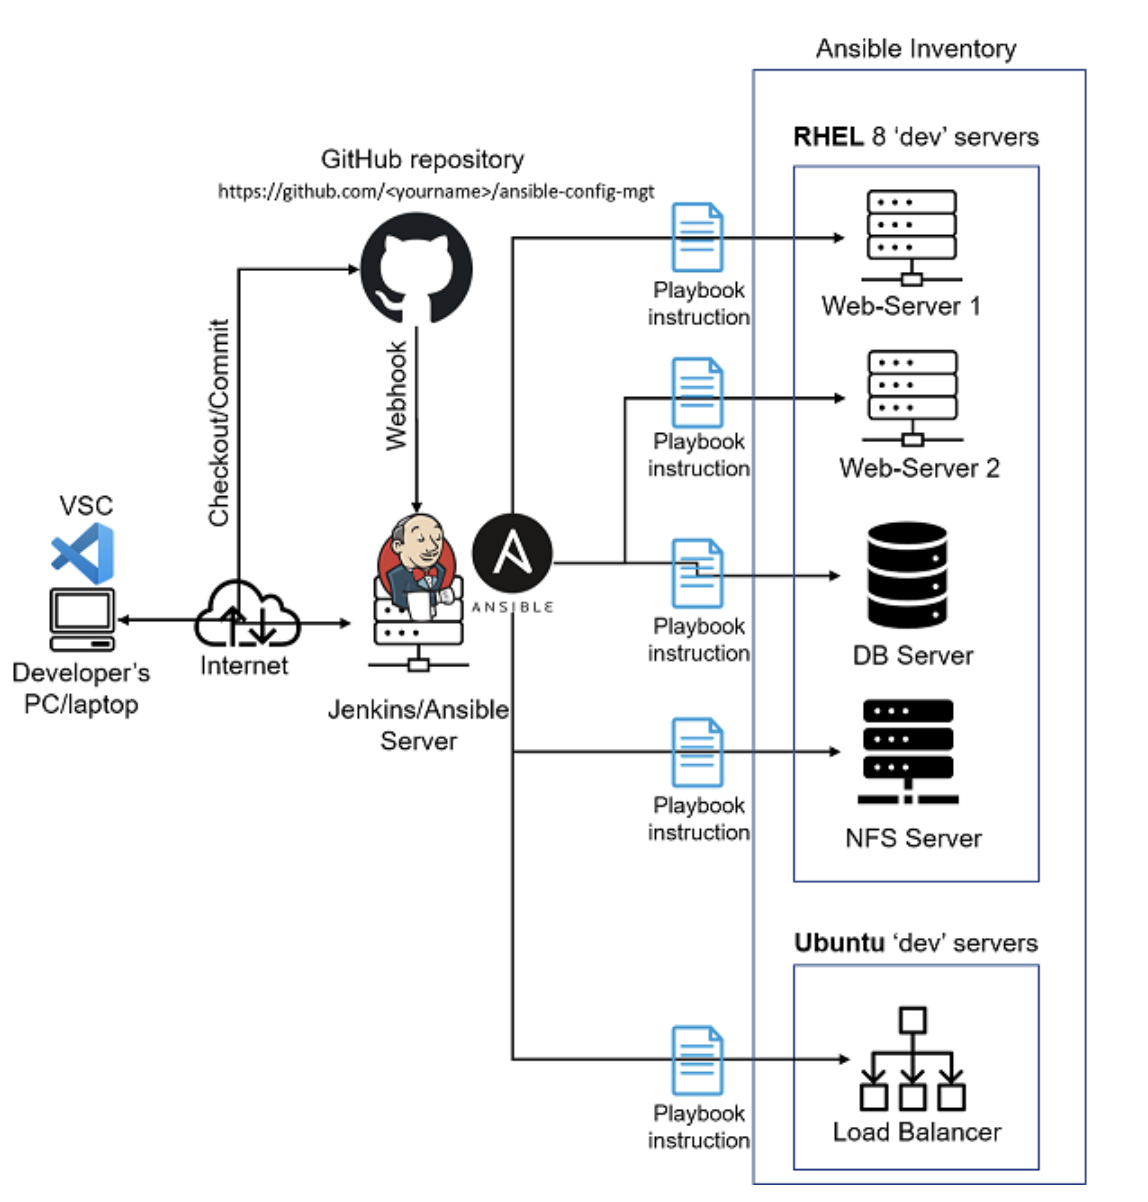 Ansible Inventory
RHEL 8 ‘dev’ servers
GitHub repository
https://github.com/<yourname>/ansible-config-mgt
Playbook
instruction
Web-Server 1
Checkout/Commit
Webhook
Playbook
instruction
Web-Server 2
VSC
ANSIBLE
Playbook
instruction
DB Server
Developer’s
PC/laptop
Internet
Jenkins/Ansible
Server
Playbook
instruction
NFS Server
Ubuntu ‘dev’ servers
Playbook
instruction
Load Balancer